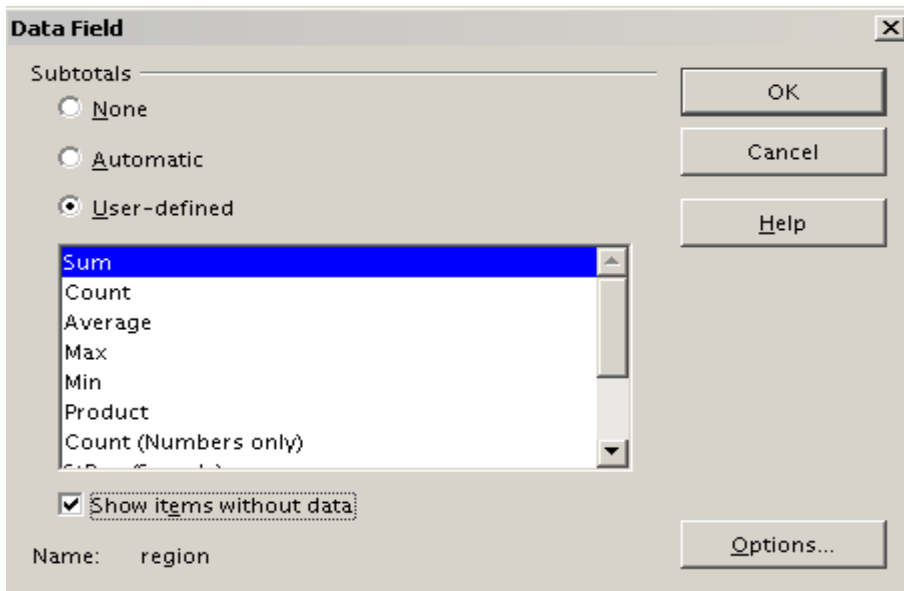 Data Field
Subtotals
None
Automatic
User-defined
Sum
Count
Average
Max
Min
Product
Count (Numbers only)
Show items without data
Name: region
OK
Cancel
Help
Options...